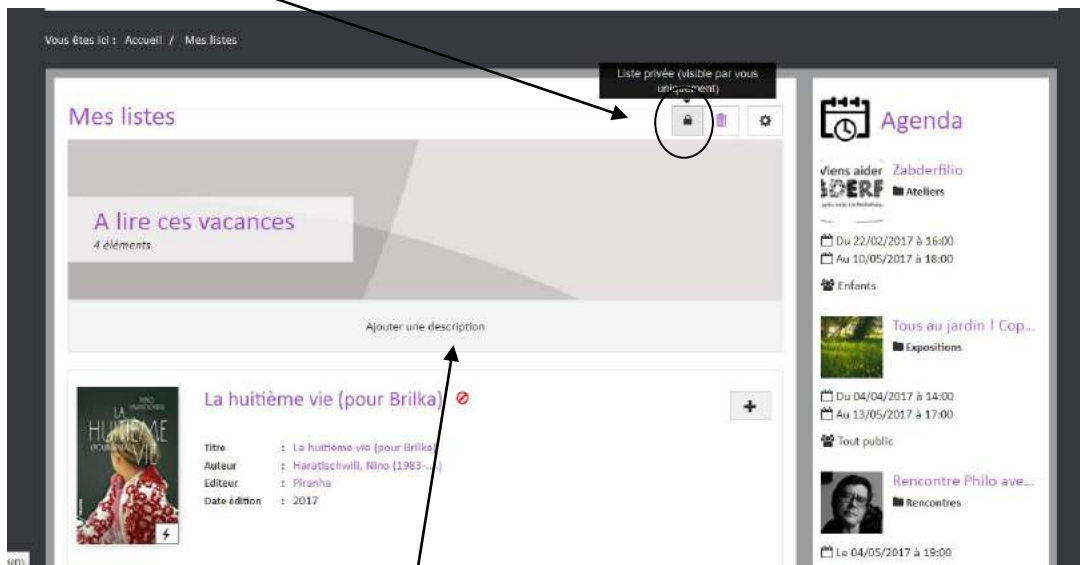 Vous êtes ici : Accueil / Mes listes
Liste privée (visible par vous
uniquement)
Mes listes
A lire ces vacances
4 éléments
Ajouter une description
La huitième vie (pour Brilka)
NINO
LA
HUITIÈME
VIE
Titre : La huitième vie (pour Brilka)
Auteur : Haratischwili, Nino (1983-....)
Editeur : Piranha
Date édition : 2017
Agenda
Viens aider
Zabderfilio
Ateliers
Du 22/02/2017 à 16:00
Au 10/05/2017 à 18:00
Enfants
Tous au jardin ! Cop...
Expositions
Du 04/04/2017 à 14:00
Au 13/05/2017 à 17:00
Tout public
Rencontre Philo ave...
Rencontres
Le 04/05/2017 à 19:00